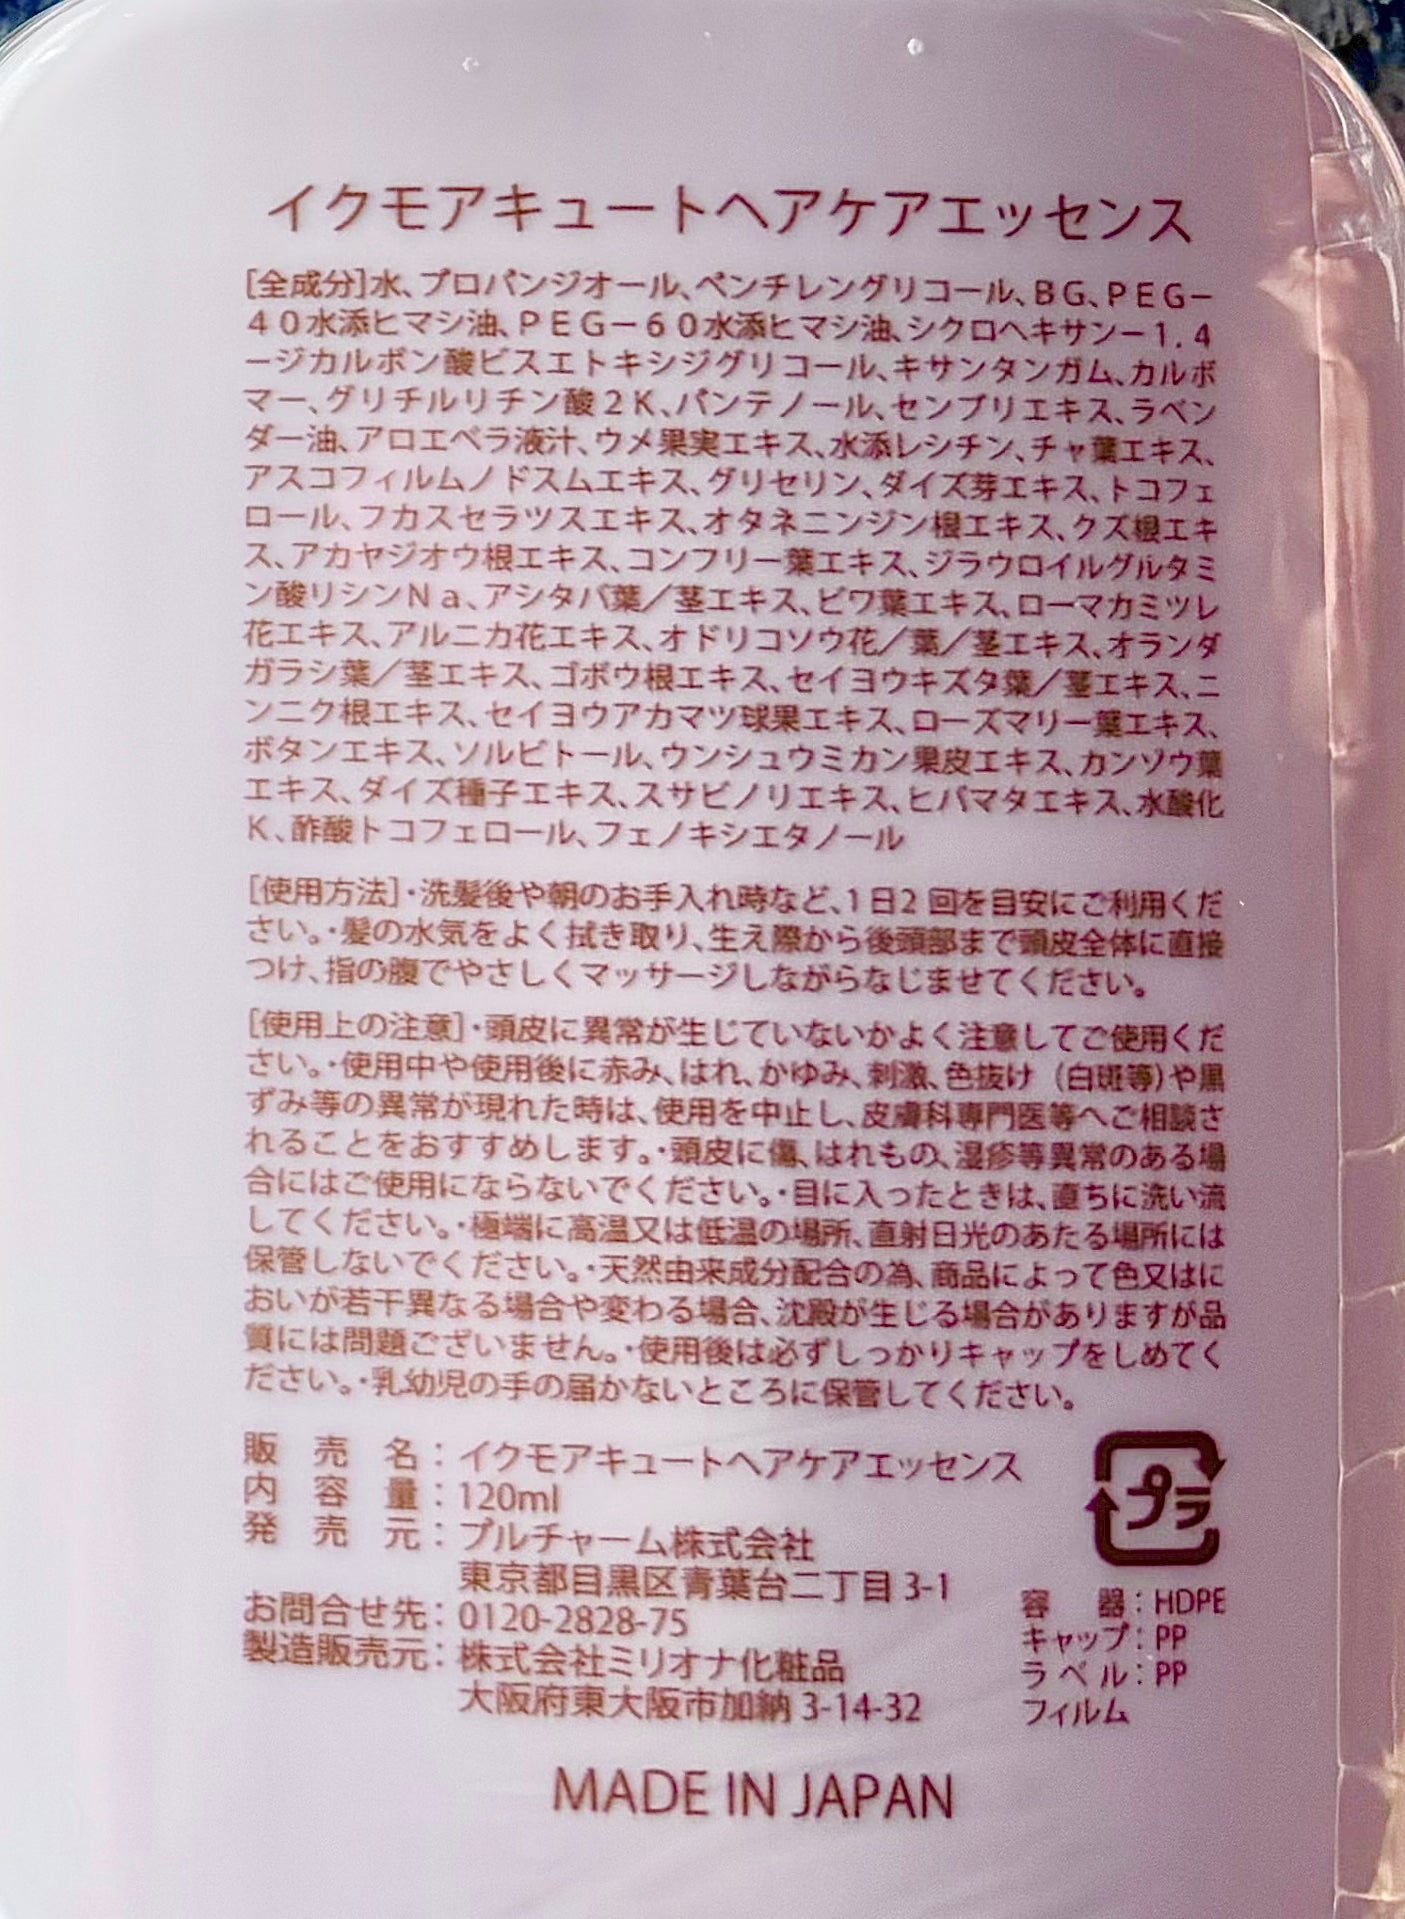 イクモアキュートヘアケアエッセンス
[全成分]水、プロパンジオール、ペンチレングリコール、BG、PEG−
40水添ヒマシ油、PEG−60水添ヒマシ油、シクロヘキサン−1.4
−ジカルボン酸ビスエトキシジグリコール、キサンタンガム、カルボ
マー、グリチルリチン酸2K、パンテノール、センブリエキス、ラベン
ダー油、アロエベラ液汁、ウメ果実エキス、水添レシチン、チャ葉エキス、
アスコフィルムノドスムエキス、グリセリン、ダイズ芽エキス、トコフェ
ロール、フカスセラツスエキス、オタネニンジン根エキス、クズ根エキ
ス、アカヤジオウ根エキス、コンフリー葉エキス、ジラウロイルグルタミ
ン酸リシンNa、アシタバ葉／茎エキス、ビワ葉エキス、ローマカミツレ
花エキス、アルニカ花エキス、オドリコソウ花／葉／茎エキス、オランダ
ガラシ葉／茎エキス、ゴボウ根エキス、セイヨウキズタ葉／茎エキス、ニ
ンニク根エキス、セイヨウアカマツ球果エキス、ローズマリー葉エキス、
ボタンエキス、ソルビトール、ウンシュウミカン果皮エキス、カンゾウ葉
エキス、ダイズ種子エキス、スサビノリエキス、ヒバマタエキス、水酸化
K、酢酸トコフェロール、フェノキシエタノール
[使用方法]・洗髪後や朝のお手入れ時など、1日2 回を目安にご利用くだ
さい。・髪の水気をよく拭き取り、生え際から後頭部まで頭皮全体に直接
つけ、指の腹でやさしくマッサージしながらなじませてください。
[使用上の注意]・頭皮に異常が生じていないかよく注意してご使用くだ
さい。・使用中や使用後に赤み、はれ、かゆみ、刺激、色抜け（白斑等）や黒
ずみ等の異常が現れた時は、使用を中止し、皮膚科専門医等へご相談さ
れることをおすすめします。・頭皮に傷、はれもの、湿疹等異常のある場
合にはご使用にならないでください。・目に入ったときは、直ちに洗い流
してください。・極端に高温又は低温の場所、直射日光のあたる場所には
保管しないでください。・天然由来成分配合の為、商品によって色又はに
おいが若干異なる場合や変わる場合、沈殿が生じる場合がありますが品
質には問題ございません。・使用後は必ずしっかりキャップをしめてく
ださい。・乳幼児の手の届かないところに保管してください。
販売名：イクモアキュートヘアケアエッセンス
内容量：120ml
発売元：ブルチャーム株式会社
東京都目黒区青葉台二丁目 3-1
お問合せ先：0120-2828-75
製造販売元：株式会社ミリオナ化粧品
大阪府東大阪市加納 3-14-32
プラ
容器：HDPE
キャップ：PP
ラベル：PP
フィルム
MADE IN JAPAN